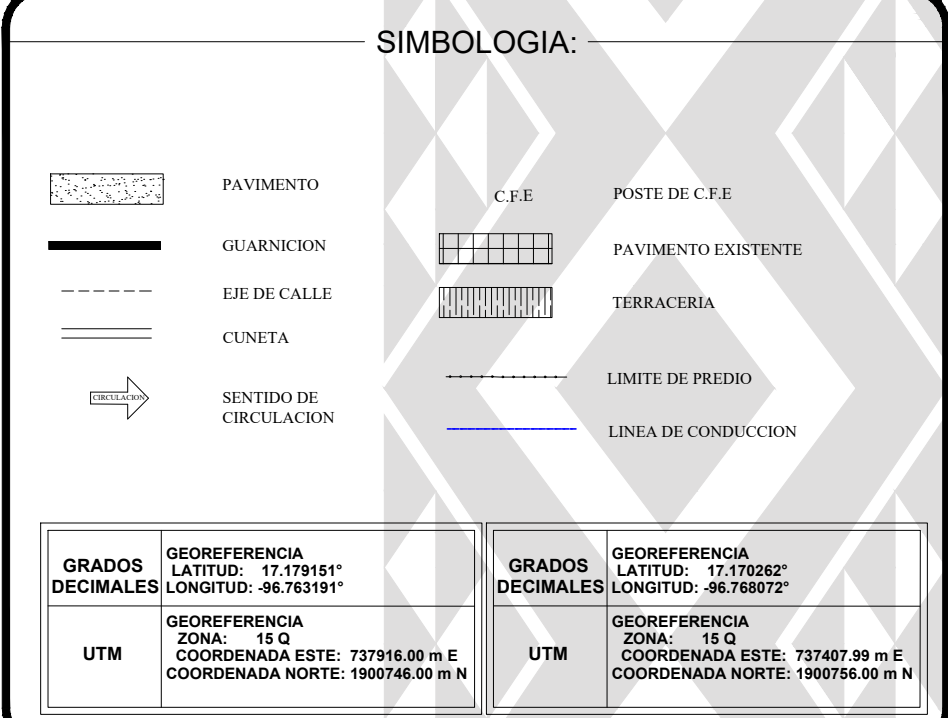 SIMBOLOGIA:
PAVIMENTO
GUARNICION
EJE DE CALLE
CUNETA
CIRCULACION
SENTIDO DE
CIRCULACION
C.F.E
POSTE DE C.F.E
PAVIMENTO EXISTENTE
TERRACERIA
LIMITE DE PREDIO
LINEA DE CONDUCCION
GRADOS
DECIMALES
GEOREFERENCIA
LATITUD: 17.179151°
LONGITUD: -96.763191°
UTM
GEOREFERENCIA
ZONA: 15 Q
COORDENADA ESTE: 737916.00 m E
COORDENADA NORTE: 1900746.00 m N
GRADOS
DECIMALES
GEOREFERENCIA
LATITUD: 17.170262°
LONGITUD: -96.768072°
UTM
GEOREFERENCIA
ZONA: 15 Q
COORDENADA ESTE: 737407.99 m E
COORDENADA NORTE: 1900756.00 m N